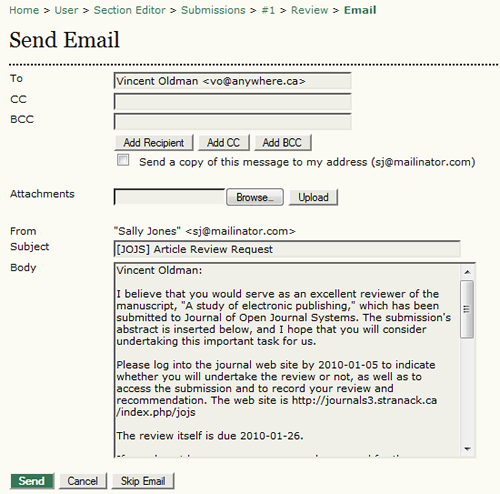 Home > User > Section Editor > Submissions > #1 > Review > Email
Send Email
To
Vincent Oldman <vo@anywhere.ca>
CC
BCC
Add Recipient Add CC Add BCC
Send a copy of this message to my address (sj@mailinator.com)
Attachments
Browse... Upload
From "Sally Jones" <sj@mailinator.com>
Subject [JOJS] Article Review Request
Body
Vincent Oldman:
I believe that you would serve as an excellent reviewer of the
manuscript, "A study of electronic publishing," which has been
submitted to Journal of Open Journal Systems. The submission's
abstract is inserted below, and I hope that you will consider
undertaking this important task for us.
Please log into the journal web site by 2010-01-05 to indicate
whether you will undertake the review or not, as well as to
access the submission and to record your review and
recommendation. The web site is http://journals3.stranack.ca
/index.php/jojs
The review itself is due 2010-01-26.
Send Cancel Skip Email